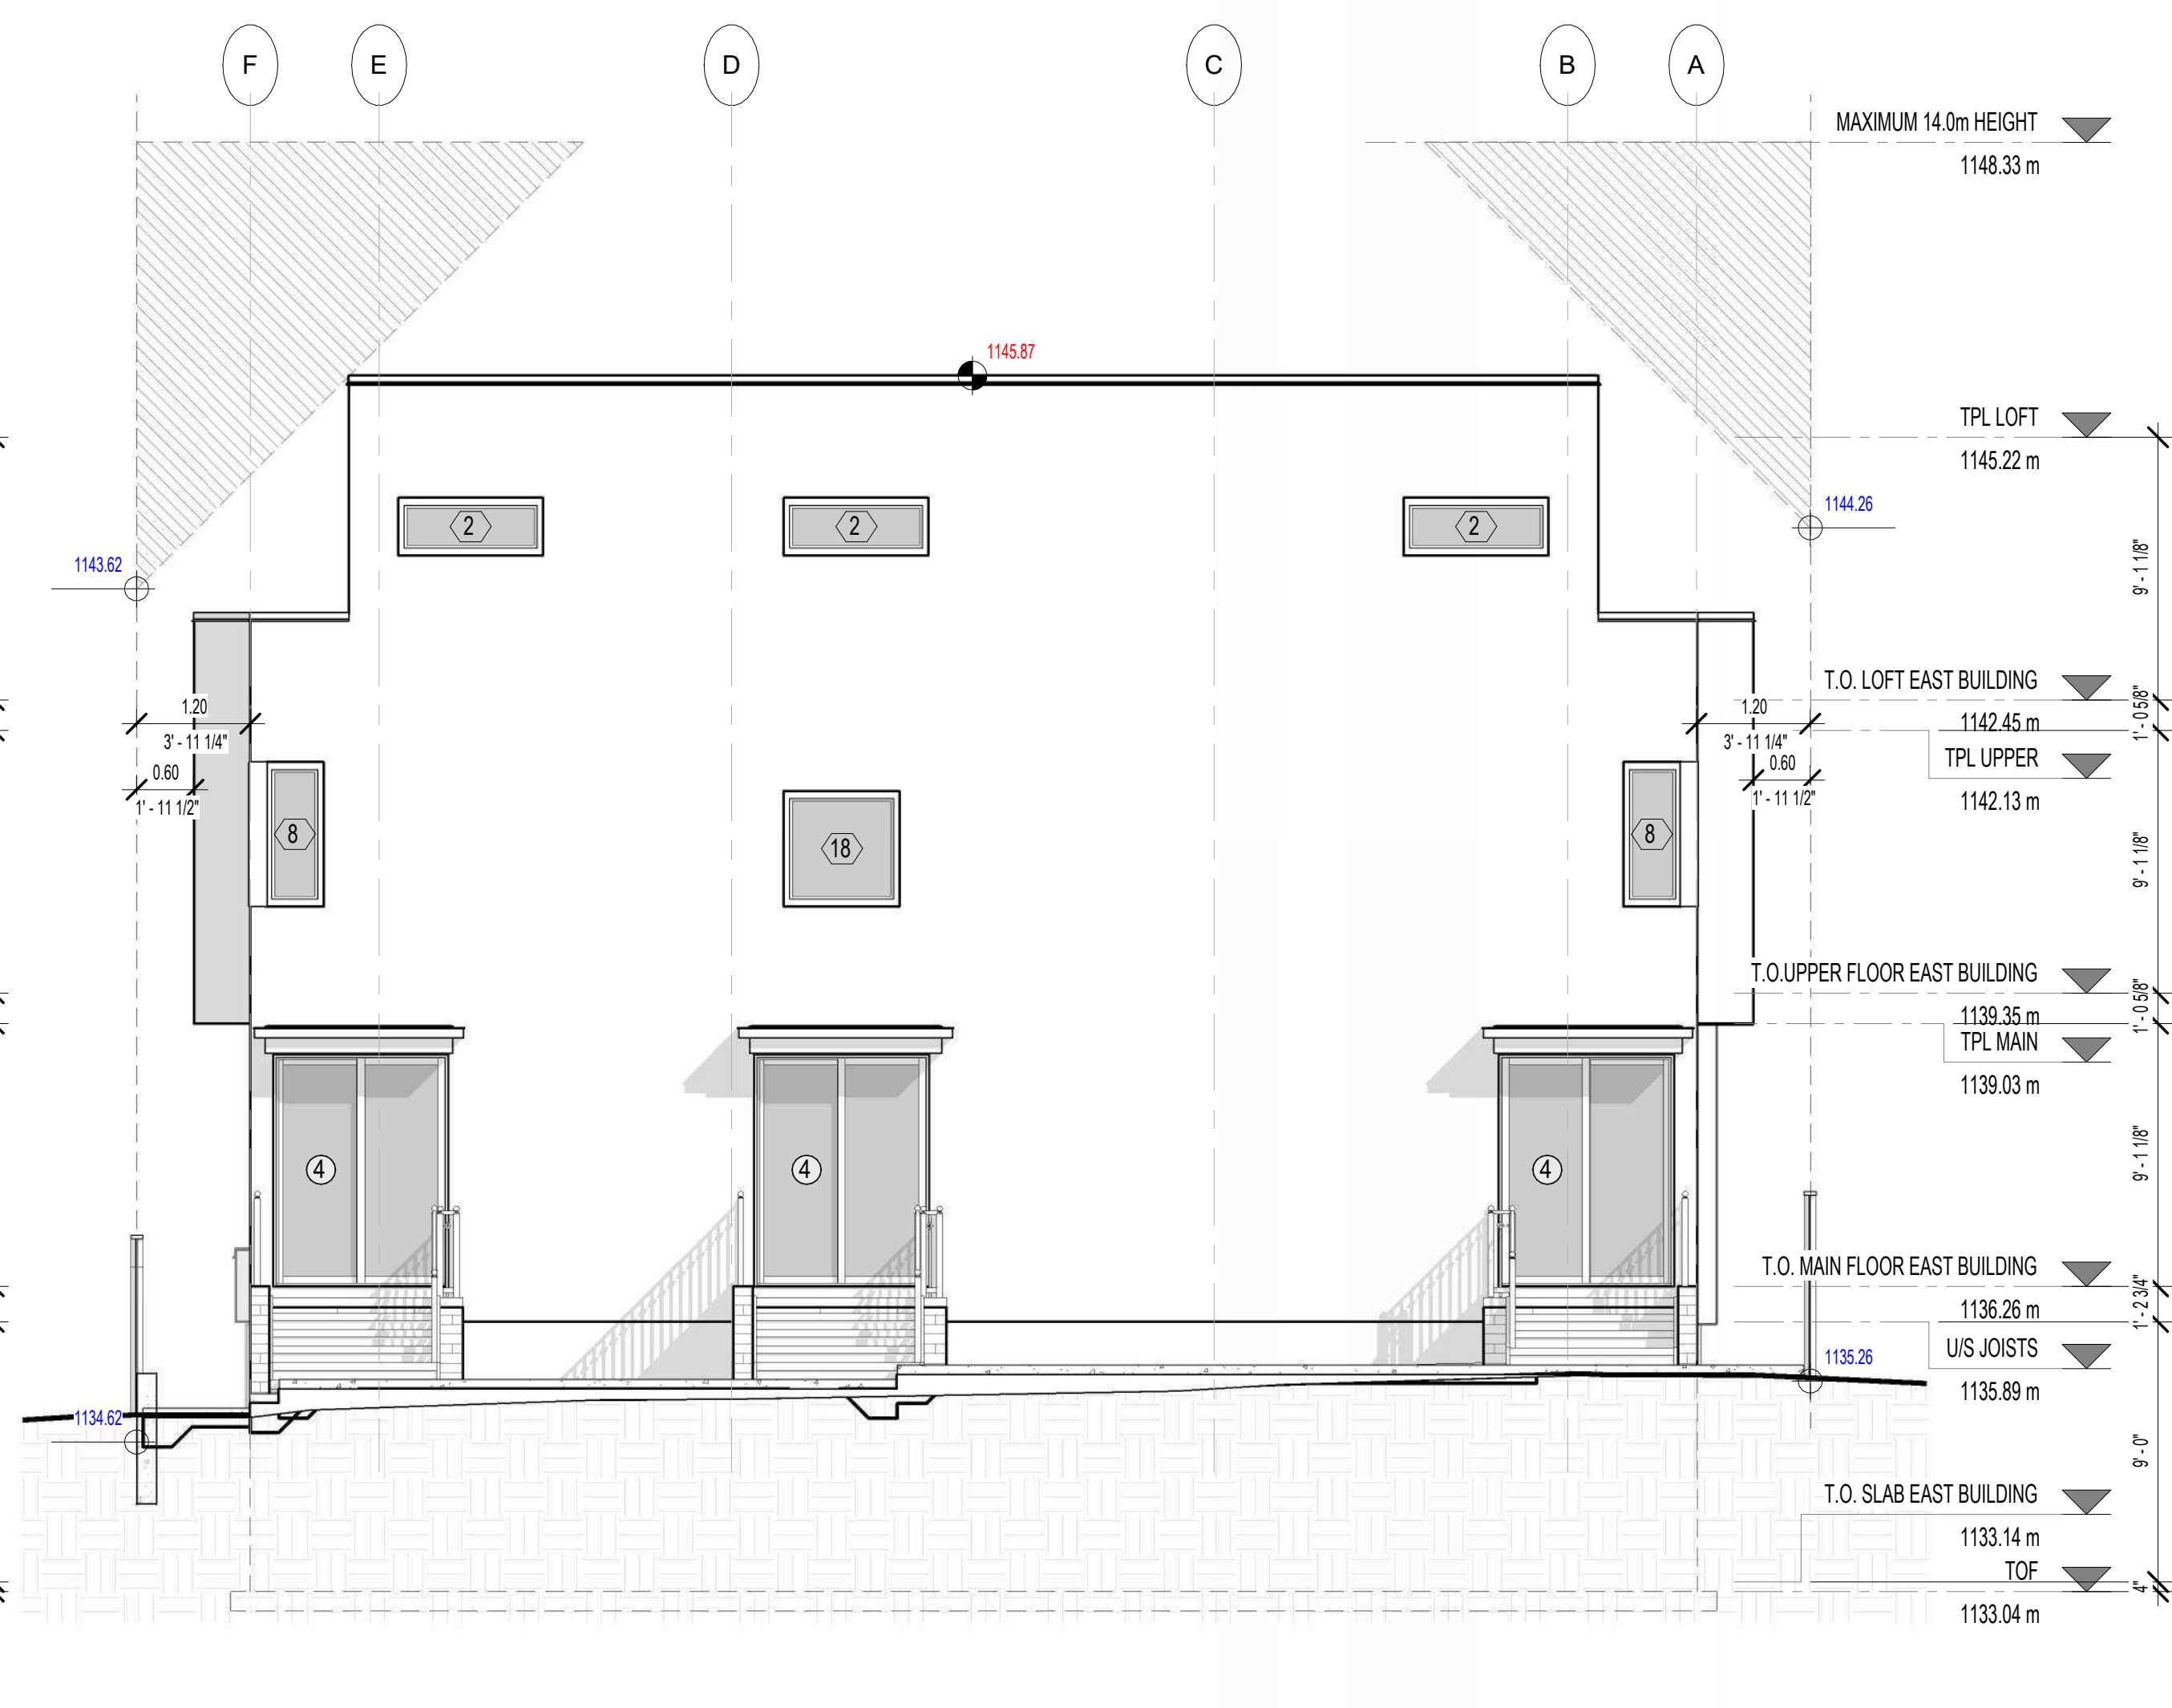 F E D C B A
MAXIMUM 14.0m HEIGHT
1148.33 m
1145.87
TPL LOFT
1145.22 m
1144.26
2 2 2
1143.62
9' - 1 1/8"
T.O. LOFT EAST BUILDING
1142.45 m
1' - 0 5/8"
1.20
3' - 11 1/4"
0.60
1' - 11 1/2"
1.20
3' - 11 1/4"
0.60
1' - 11 1/2"
TPL UPPER
1142.13 m
8 18 8
9' - 1 1/8"
T.O.UPPER FLOOR EAST BUILDING
1139.35 m
1' - 0 5/8"
TPL MAIN
1139.03 m
4 4 4
9' - 1 1/8"
T.O. MAIN FLOOR EAST BUILDING
1136.26 m
1' - 2 3/4"
U/S JOISTS
1135.89 m
1135.26
1134.62
9' - 0"
T.O. SLAB EAST BUILDING
1133.14 m
TOF
4"
1133.04 m